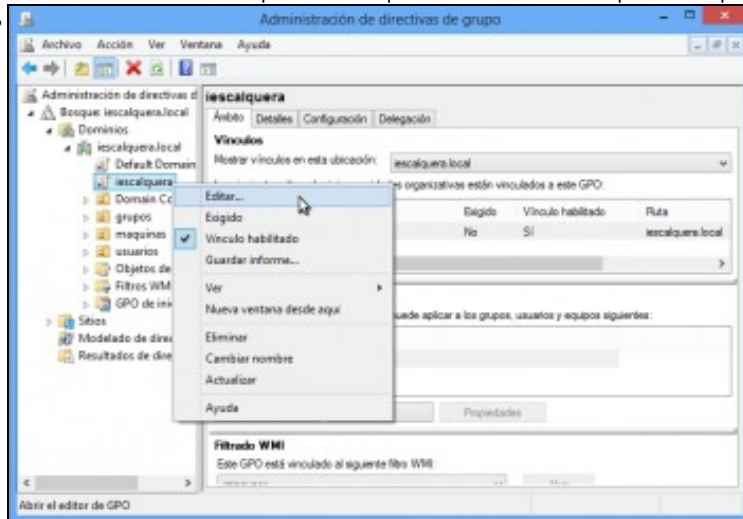 Administración de directivas de grupo
Archivo Acción Ver Ventana Ayuda
Administración de directivas d
Bosque: iescalquera.local
Dominios
iescalquera.local
Default Domain
iescalquera
Domain Co
grupos
maquinas
usuarios
Objetos de
Filtros WM
GPO de inic
Sitios
Modelado de direc
Resultados de dire
Editar...
Exigido
Vínculo habilitado
Guardar informe...
Ver
Nueva ventana desde aquí
Eliminar
Cambiar nombre
Actualizar
Ayuda
iescalquera
Ámbito Detalles Configuración Delegación
Vínculos
Mostrar vínculos en esta ubicación: iescalquera.local
es organizativas están vinculados a este GPO:
Exigido Vínculo habilitado Ruta
No Sí iescalquera.local
uede aplicar a los grupos, usuarios y equipos siguientes:
Propiedades
Filtrado WMI
Este GPO está vinculado al siguiente filtro WMI:
Abrir el editor de GPO